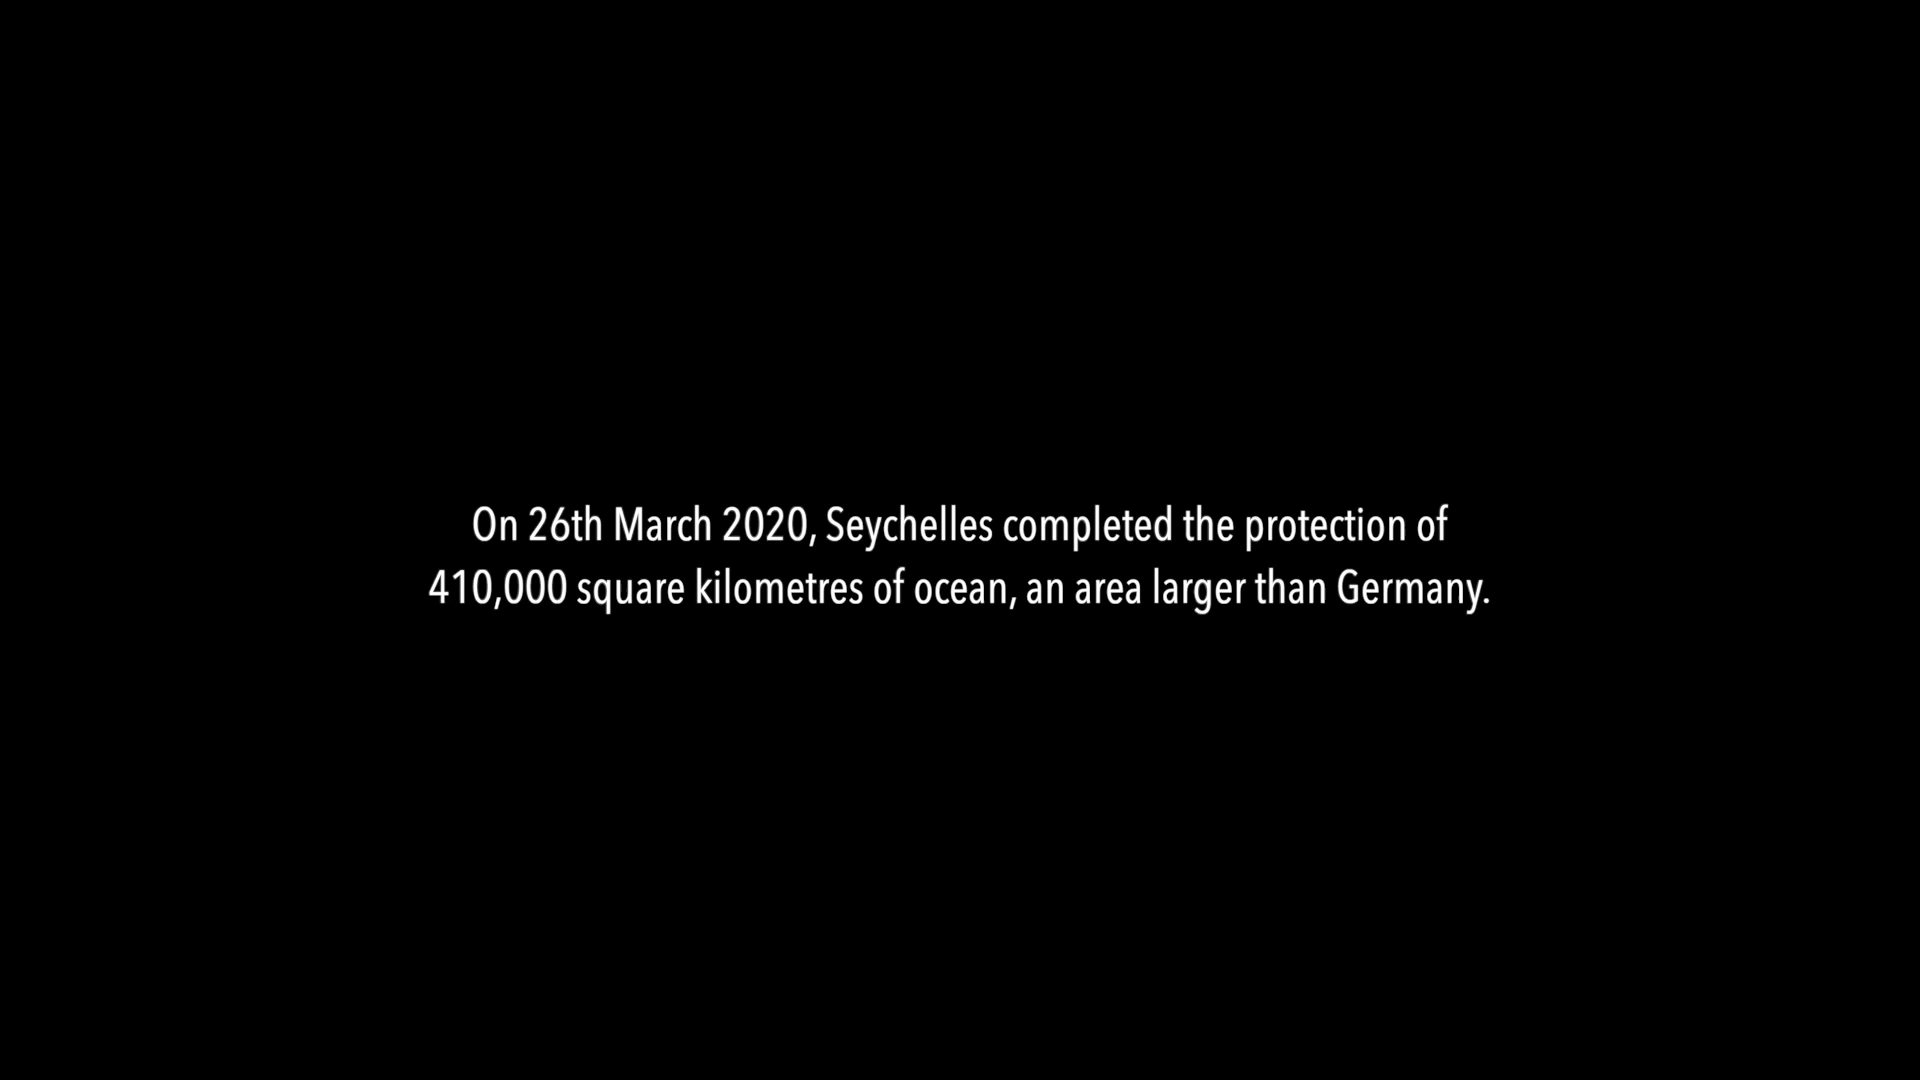 On 26th March 2020, Seychelles completed the protection of
410,000 square kilometres of ocean, an area larger than Germany.